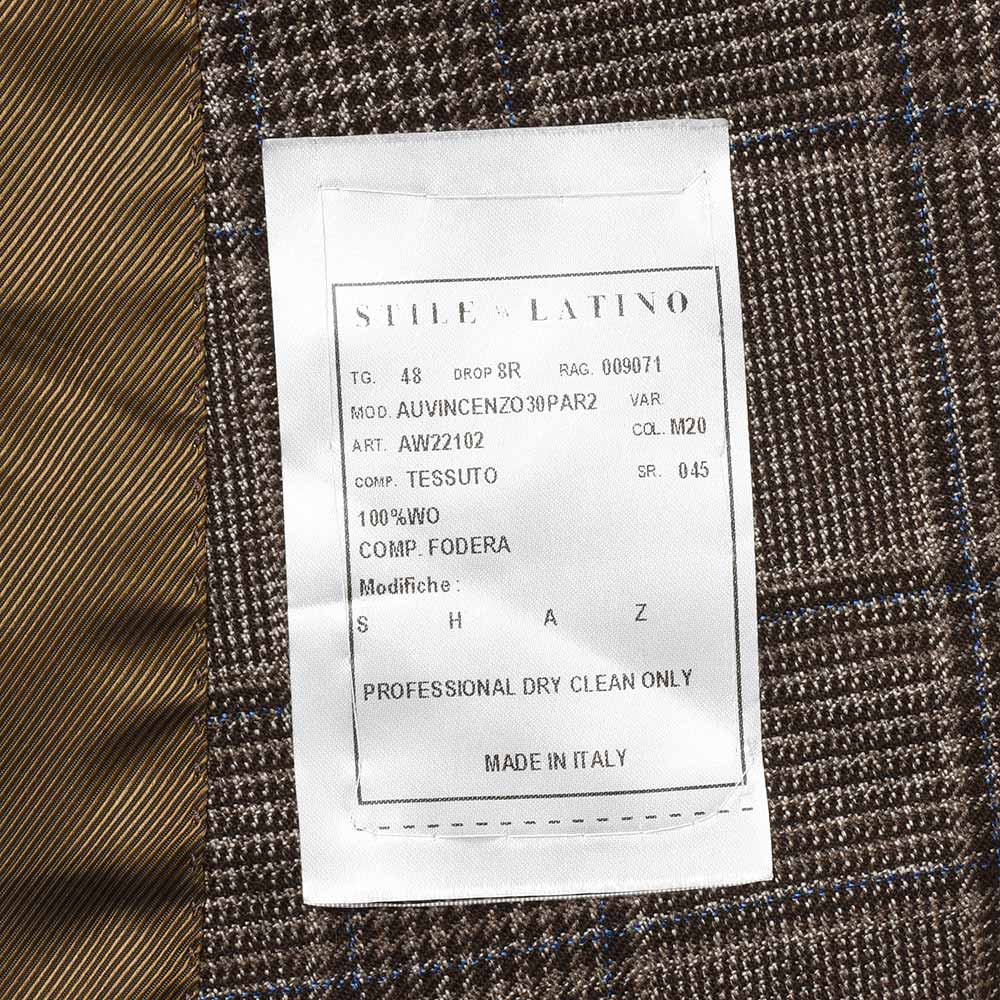 STILE LATINO
TG. 48 DROP 8R RAG. 009071
MOD. AUVINCENZO30PAR2 VAR.
ART. AW22102 COL. M20
COMP. TESSUTO SR. 045
100%WO
COMP. FODERA
Modifiche :
S H A Z
PROFESSIONAL DRY CLEAN ONLY
MADE IN ITALY